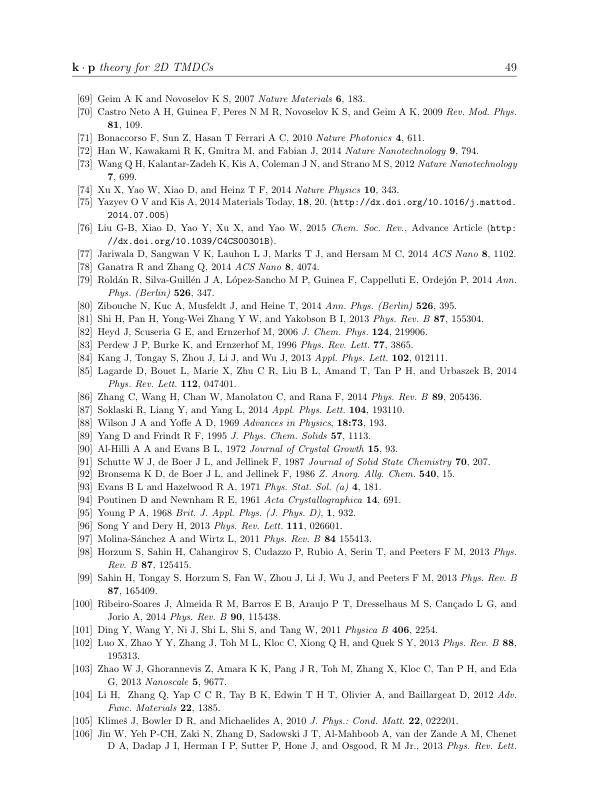 k · p theory for 2D TMDCs 49
[69] Geim A K and Novoselov K S, 2007 Nature Materials 6, 183.
[70] Castro Neto A H, Guinea F, Peres N M R, Novoselov K S, and Geim A K, 2009 Rev. Mod. Phys.
81, 109.
[71] Bonaccorso F, Sun Z, Hasan T Ferrari A C, 2010 Nature Photonics 4, 611.
[72] Han W, Kawakami R K, Gmitra M, and Fabian J, 2014 Nature Nanotechnology 9, 794.
[73] Wang Q H, Kalantar-Zadeh K, Kis A, Coleman J N, and Strano M S, 2012 Nature Nanotechnology
7, 699.
[74] Xu X, Yao W, Xiao D, and Heinz T F, 2014 Nature Physics 10, 343.
[75] Yazyev O V and Kis A, 2014 Materials Today, 18, 20. (http://dx.doi.org/10.1016/j.mattod.
2014.07.005)
[76] Liu G-B, Xiao D, Yao Y, Xu X, and Yao W, 2015 Chem. Soc. Rev., Advance Article (http:
//dx.doi.org/10.1039/C4CS00301B).
[77] Jariwala D, Sangwan V K, Lauhon L J, Marks T J, and Hersam M C, 2014 ACS Nano 8, 1102.
[78] Ganatra R and Zhang Q, 2014 ACS Nano 8, 4074.
[79] Roldán R, Silva-Guillén J A, López-Sancho M P, Guinea F, Cappelluti E, Ordejón P, 2014 Ann.
Phys. (Berlin) 526, 347.
[80] Zibouche N, Kuc A, Musfeldt J, and Heine T, 2014 Ann. Phys. (Berlin) 526, 395.
[81] Shi H, Pan H, Yong-Wei Zhang Y W, and Yakobson B I, 2013 Phys. Rev. B 87, 155304.
[82] Heyd J, Scuseria G E, and Ernzerhof M, 2006 J. Chem. Phys. 124, 219906.
[83] Perdew J P, Burke K, and Ernzerhof M, 1996 Phys. Rev. Lett. 77, 3865.
[84] Kang J, Tongay S, Zhou J, Li J, and Wu J, 2013 Appl. Phys. Lett. 102, 012111.
[85] Lagarde D, Bouet L, Marie X, Zhu C R, Liu B L, Amand T, Tan P H, and Urbaszek B, 2014
Phys. Rev. Lett. 112, 047401.
[86] Zhang C, Wang H, Chan W, Manolatou C, and Rana F, 2014 Phys. Rev. B 89, 205436.
[87] Soklaski R, Liang Y, and Yang L, 2014 Appl. Phys. Lett. 104, 193110.
[88] Wilson J A and Yoffe A D, 1969 Advances in Physics, 18:73, 193.
[89] Yang D and Frindt R F, 1995 J. Phys. Chem. Solids 57, 1113.
[90] Al-Hilli A A and Evans B L, 1972 Journal of Crystal Growth 15, 93.
[91] Schutte W J, de Boer J L, and Jellinek F, 1987 Journal of Solid State Chemistry 70, 207.
[92] Bronsema K D, de Boer J L, and Jellinek F, 1986 Z. Anorg. Allg. Chem. 540, 15.
[93] Evans B L and Hazelwood R A, 1971 Phys. Stat. Sol. (a) 4, 181.
[94] Poutinen D and Newnham R E, 1961 Acta Crystallographica 14, 691.
[95] Young P A, 1968 Brit. J. Appl. Phys. (J. Phys. D), 1, 932.
[96] Song Y and Dery H, 2013 Phys. Rev. Lett. 111, 026601.
[97] Molina-Sánchez A and Wirtz L, 2011 Phys. Rev. B 84 155413.
[98] Horzum S, Sahin H, Cahangirov S, Cudazzo P, Rubio A, Serin T, and Peeters F M, 2013 Phys.
Rev. B 87, 125415.
[99] Sahin H, Tongay S, Horzum S, Fan W, Zhou J, Li J, Wu J, and Peeters F M, 2013 Phys. Rev. B
87, 165409.
[100] Ribeiro-Soares J, Almeida R M, Barros E B, Araujo P T, Dresselhaus M S, Cançado L G, and
Jorio A, 2014 Phys. Rev. B 90, 115438.
[101] Ding Y, Wang Y, Ni J, Shi L, Shi S, and Tang W, 2011 Physica B 406, 2254.
[102] Luo X, Zhao Y Y, Zhang J, Toh M L, Kloc C, Xiong Q H, and Quek S Y, 2013 Phys. Rev. B 88,
195313.
[103] Zhao W J, Ghorannevis Z, Amara K K, Pang J R, Toh M, Zhang X, Kloc C, Tan P H, and Eda
G, 2013 Nanoscale 5, 9677.
[104] Li H, Zhang Q, Yap C C R, Tay B K, Edwin T H T, Olivier A, and Baillargeat D, 2012 Adv.
Func. Materials 22, 1385.
[105] Klimeš J, Bowler D R, and Michaelides A, 2010 J. Phys.: Cond. Matt. 22, 022201.
[106] Jin W, Yeh P-CH, Zaki N, Zhang D, Sadowski J T, Al-Mahboob A, van der Zande A M, Chenet
D A, Dadap J I, Herman I P, Sutter P, Hone J, and Osgood, R M Jr., 2013 Phys. Rev. Lett.